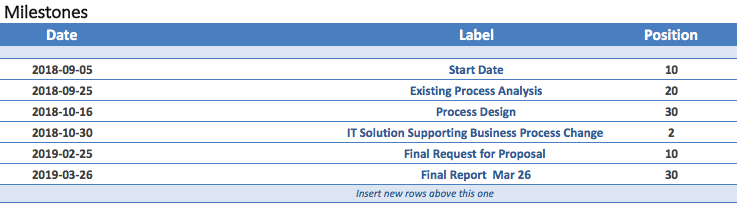 Milestones
Date Label Position
2018-09-05 Start Date 10
2018-09-25 Existing Process Analysis 20
2018-10-16 Process Design 30
2018-10-30 IT Solution Supporting Business Process Change 2
2019-02-25 Final Request for Proposal 10
2019-03-26 Final Report  Mar 26 30
Insert new rows above this one